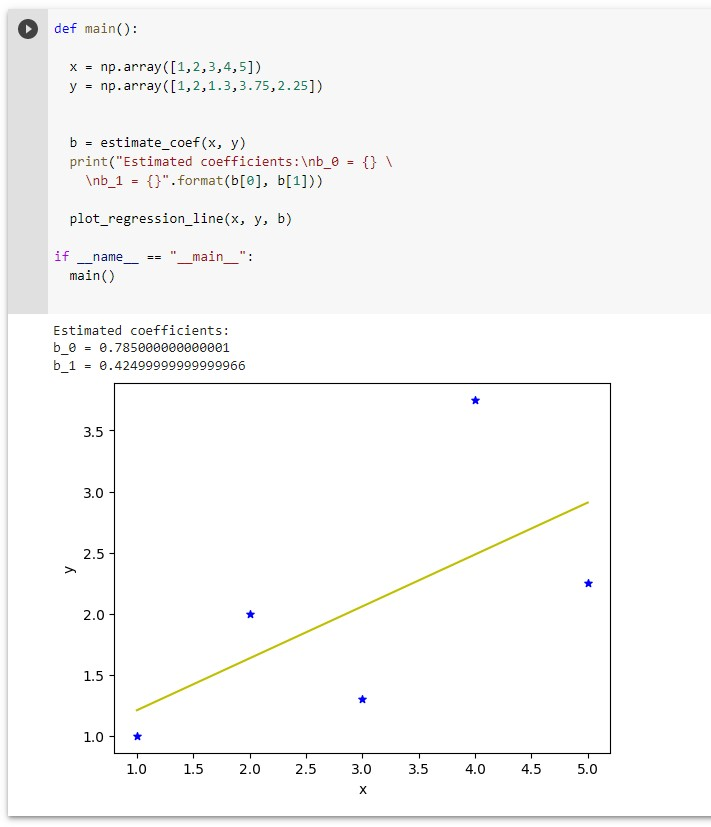 def main():
x = np.array([1,2,3,4,5])
y = np.array([1,2,1.3,3.75,2.25])
b = estimate_coef(x, y)
print("Estimated coefficients:\nb_0 = {} \
\nb_1 = {}".format(b[0], b[1]))
plot_regression_line(x, y, b)
if __name__ == "__main__":
main()
Estimated coefficients:
b_0 = 0.785000000000001
b_1 = 0.42499999999999966
3.5
3.0
2.5
y
2.0
1.5
1.0
1.0 1.5 2.0 2.5 3.0 3.5 4.0 4.5 5.0
x